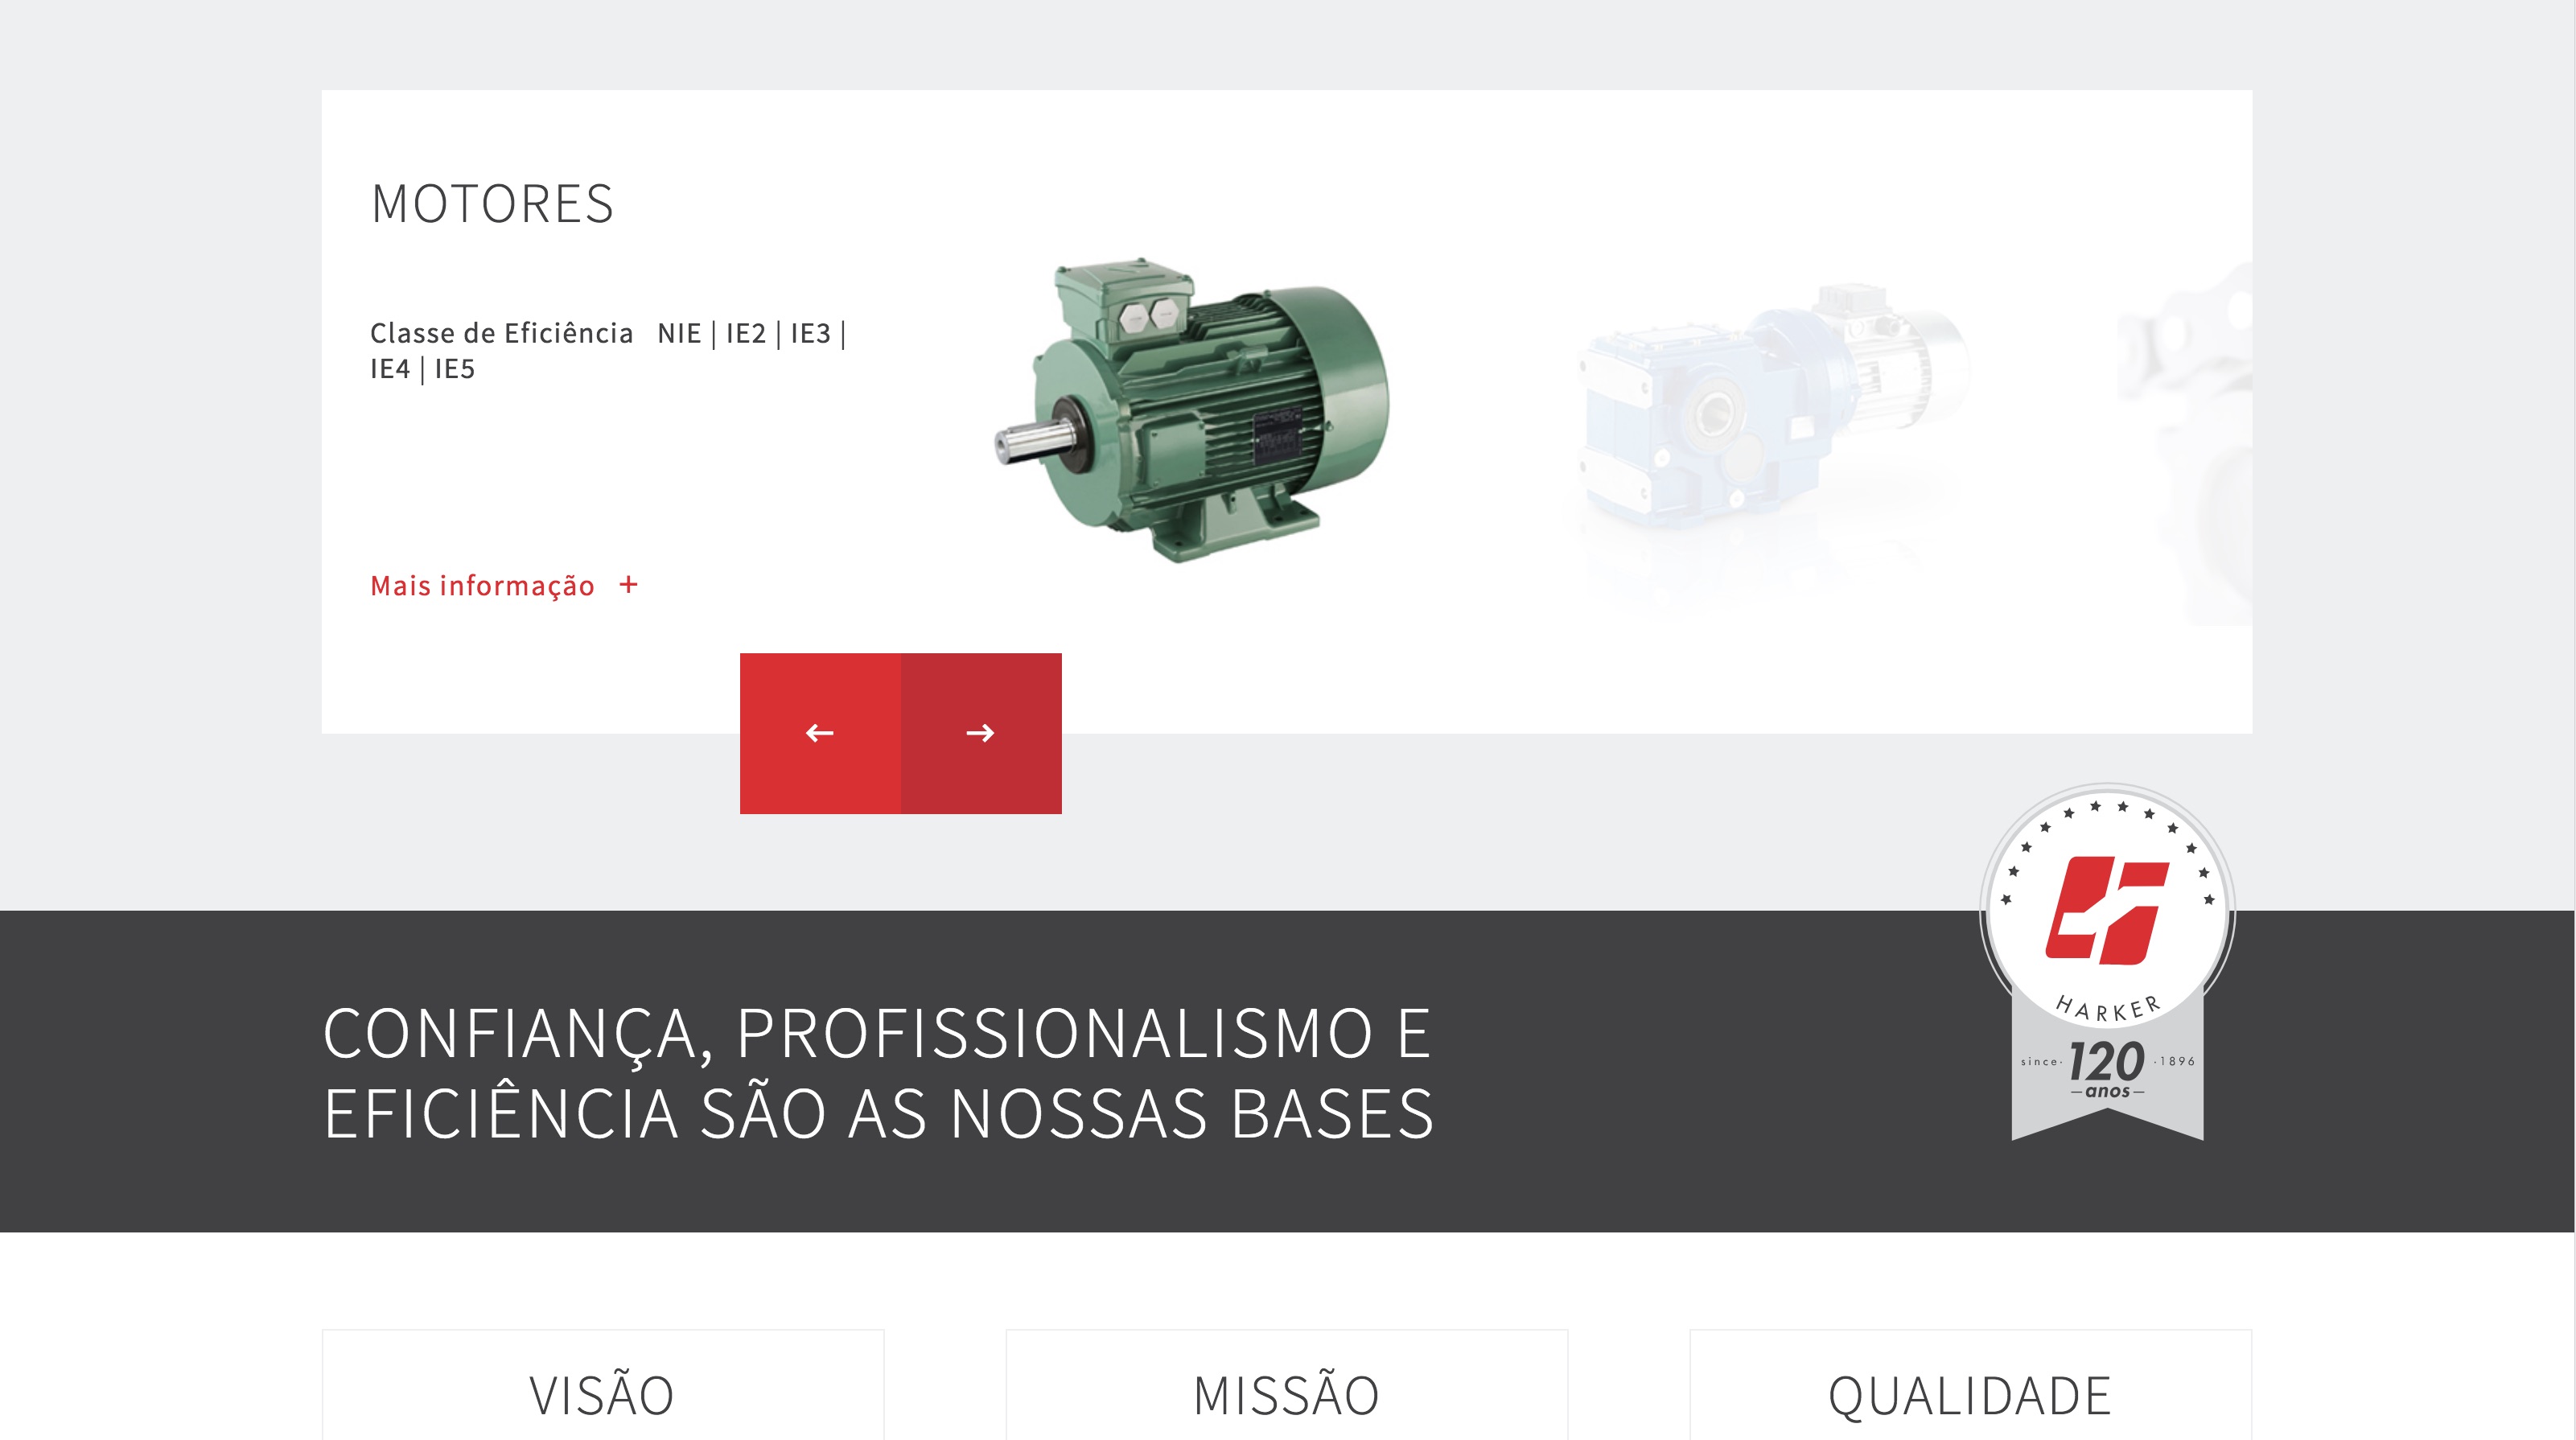 MOTORES
Classe de Eficiência NIE | IE2 | IE3 |
IE4 | IE5
Mais informação +
HARKER
since · 120 · 1896
anos
CONFIANÇA, PROFISSIONALISMO E
EFICIÊNCIA SÃO AS NOSSAS BASES
VISÃO
MISSÃO
QUALIDADE